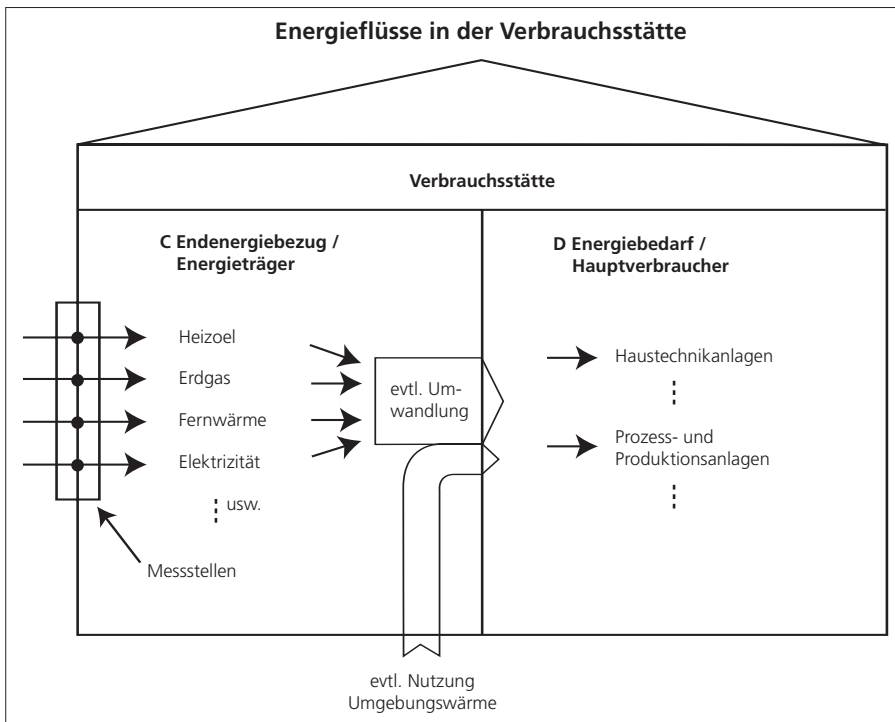 Energieflüsse in der Verbrauchsstätte
Verbrauchsstätte
C Endenergiebezug /
Energieträger
Heizoel
Erdgas
Fernwärme
Elektrizität
usw.
Messstellen
evtl. Um-
wandlung
evtl. Nutzung
Umgebungswärme
D Energiebedarf /
Hauptverbraucher
Haustechnikanlagen
Prozess- und
Produktionsanlagen